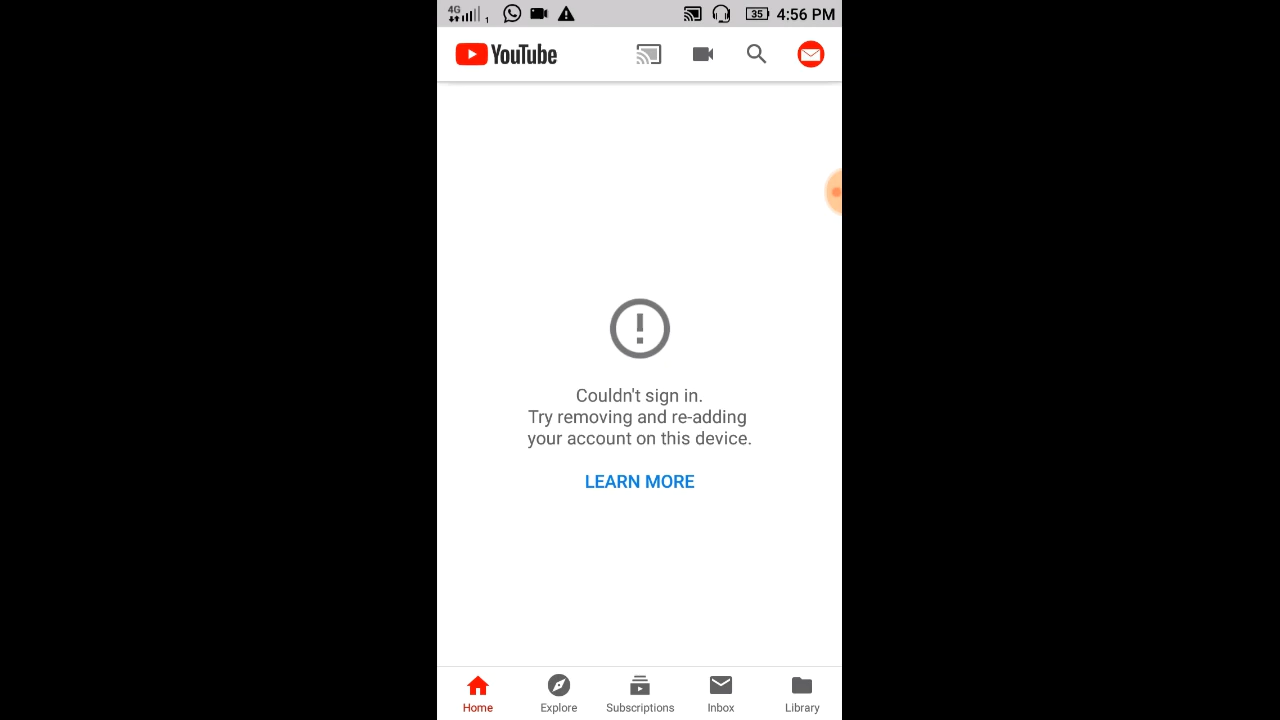 4G 1 35 4:56 PM
YouTube
Couldn't sign in.
Try removing and re-adding
your account on this device.
LEARN MORE
Home Explore Subscriptions Inbox Library